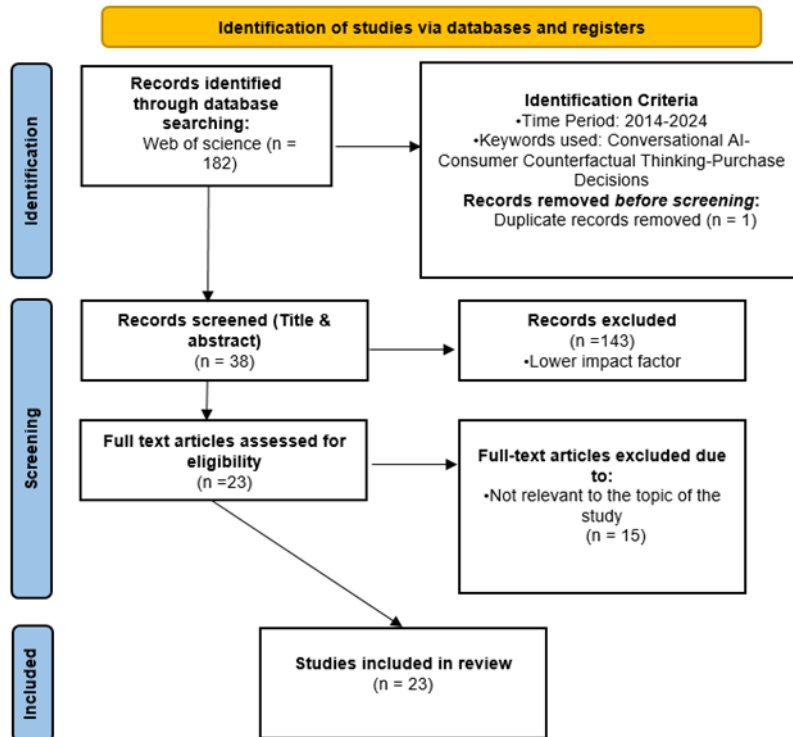 Identification of studies via databases and registers
Identification
Records identified
through database
searching:
Web of science (n =
182)
Identification Criteria
•Time Period: 2014-2024
•Keywords used: Conversational AI-
Consumer Counterfactual Thinking-Purchase
Decisions
Records removed before screening:
Duplicate records removed (n = 1)
Screening
Records screened (Title &
abstract)
(n = 38)
Records excluded
(n =143)
•Lower impact factor
Full text articles assessed for
eligibility
(n =23)
Full-text articles excluded due
to:
•Not relevant to the topic of the
study
(n = 15)
Included
Studies included in review
(n = 23)